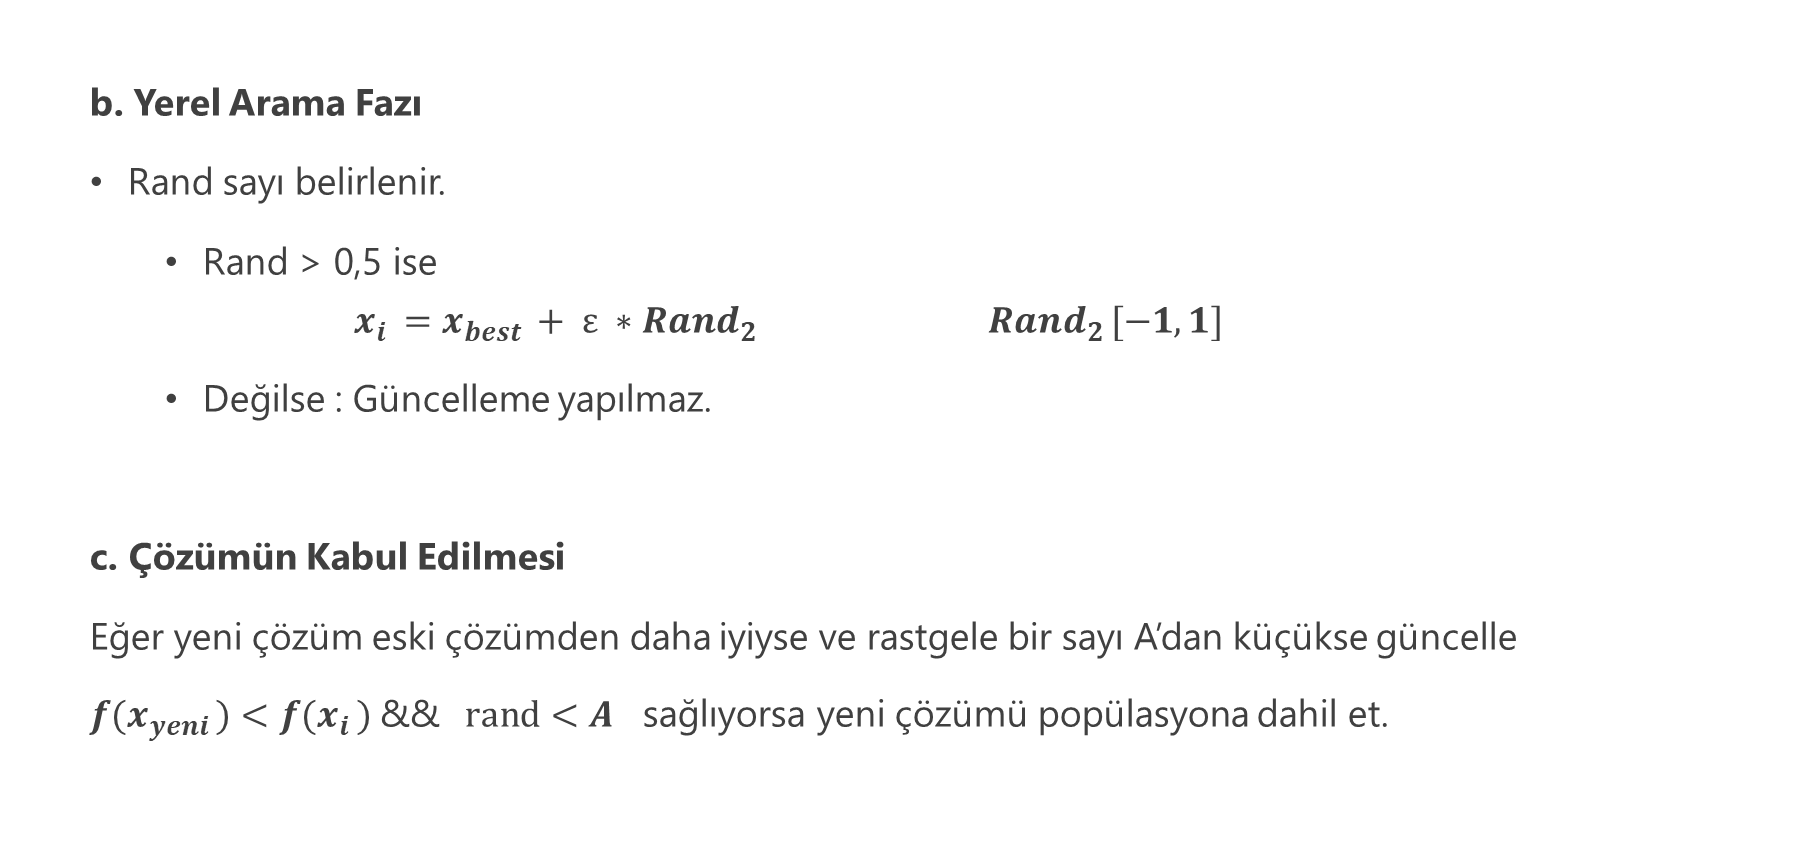 b. Yerel Arama Fazı
• Rand sayı belirlenir.
• Rand > 0,5 ise
x_i = x_best + ε * Rand_2 Rand_2 [−1, 1]
• Değilse : Güncelleme yapılmaz.
c. Çözümün Kabul Edilmesi
Eğer yeni çözüm eski çözümden daha iyiyse ve rastgele bir sayı A’dan küçükse güncelle
f(x_yeni) < f(x_i) && rand < A sağlıyorsa yeni çözümü popülasyona dahil et.